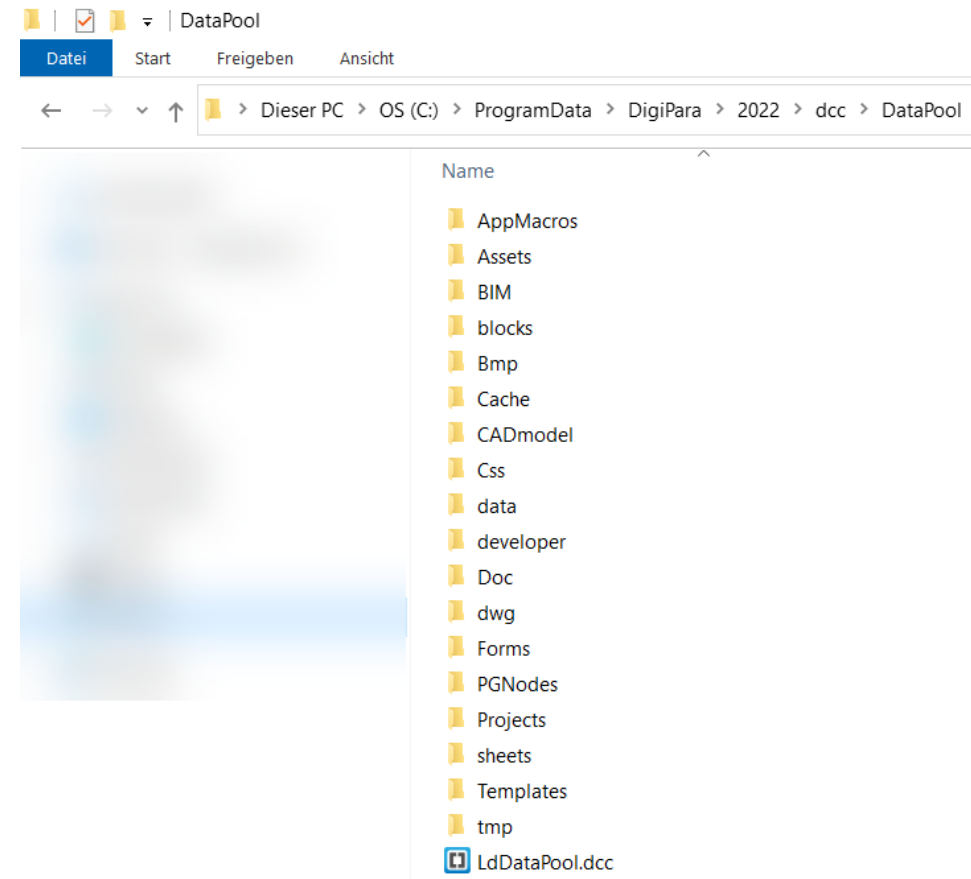 DataPool
Datei Start Freigeben Ansicht
Dieser PC > OS (C:) > ProgramData > DigiPara > 2022 > dcc > DataPool
Name
AppMacros
Assets
BIM
blocks
Bmp
Cache
CADmodel
Css
data
developer
Doc
dwg
Forms
PGNodes
Projects
sheets
Templates
tmp
LdDataPool.dcc